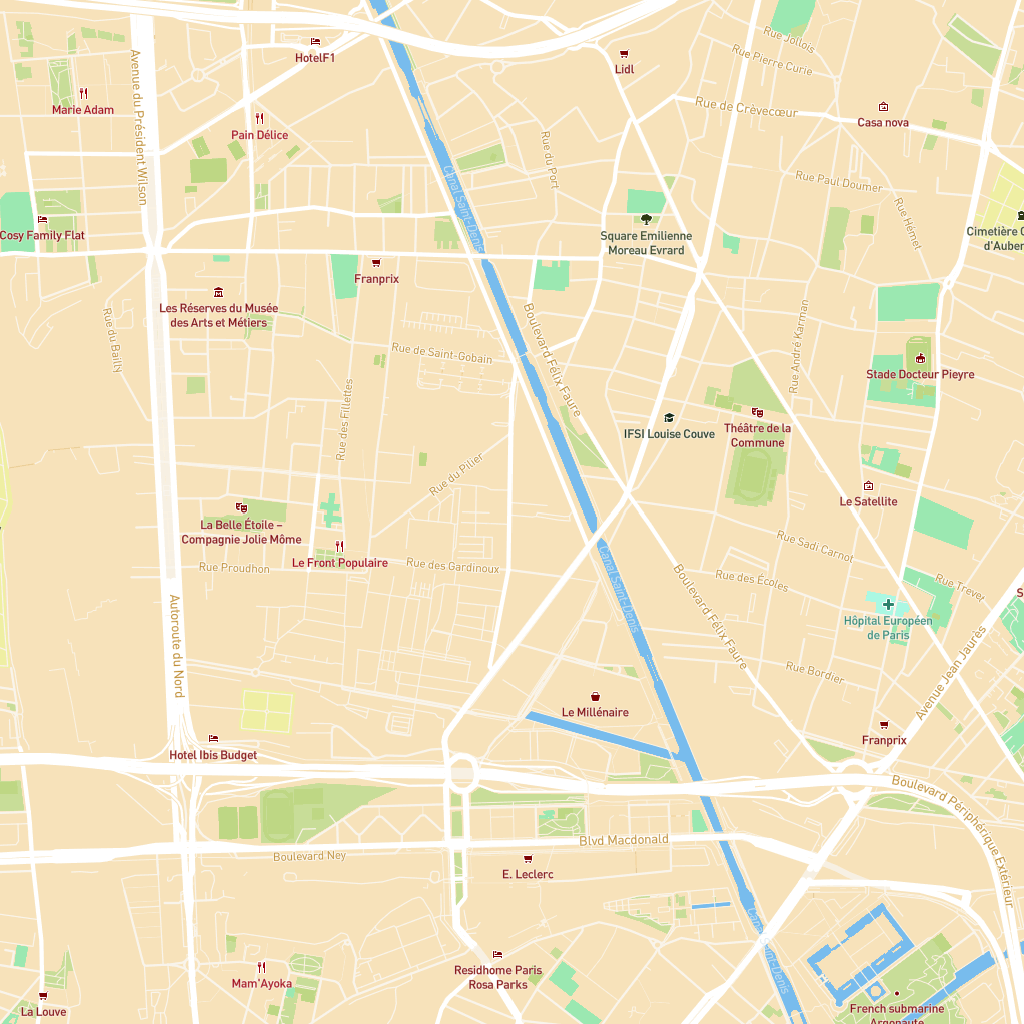 Rue Jollois
HotelF1
Rue Pierre Curie
Lidl
Avenue du Président Wilson
Marie Adam
Rue de Crèvecœur
Casa nova
Pain Délice
Rue du Port
Rue Paul Doumer
Canal Saint-Denis
Rue Hémet
Cosy Family Flat
Square Emilienne
Moreau Evrard
Cimetière
d'Auber
Franprix
Les Réserves du Musée
des Arts et Métiers
Rue du Bailly
Boulevard Félix Faure
Rue André Karman
Rue de Saint-Gobain
Stade Docteur Pieyre
Rue des Fillettes
IFSI Louise Couve
Théâtre de la
Commune
Rue du Pilier
Le Satellite
La Belle Étoile –
Compagnie Jolie Môme
Rue Sadi Carnot
Le Front Populaire
Rue Proudhon
Rue des Gardinoux
Canal Saint-Denis
Boulevard Félix Faure
Rue des Écoles
Rue Trevet
Autoroute du Nord
Hôpital Européen
de Paris
Avenue Jean Jaurès
Rue Bordier
Le Millénaire
Franprix
Hotel Ibis Budget
Boulevard Périphérique Extérieur
Blvd Macdonald
Boulevard Ney
E. Leclerc
Canal Saint-Denis
Residhome Paris
Rosa Parks
Mam'Ayoka
La Louve
French submarine
Argonaute